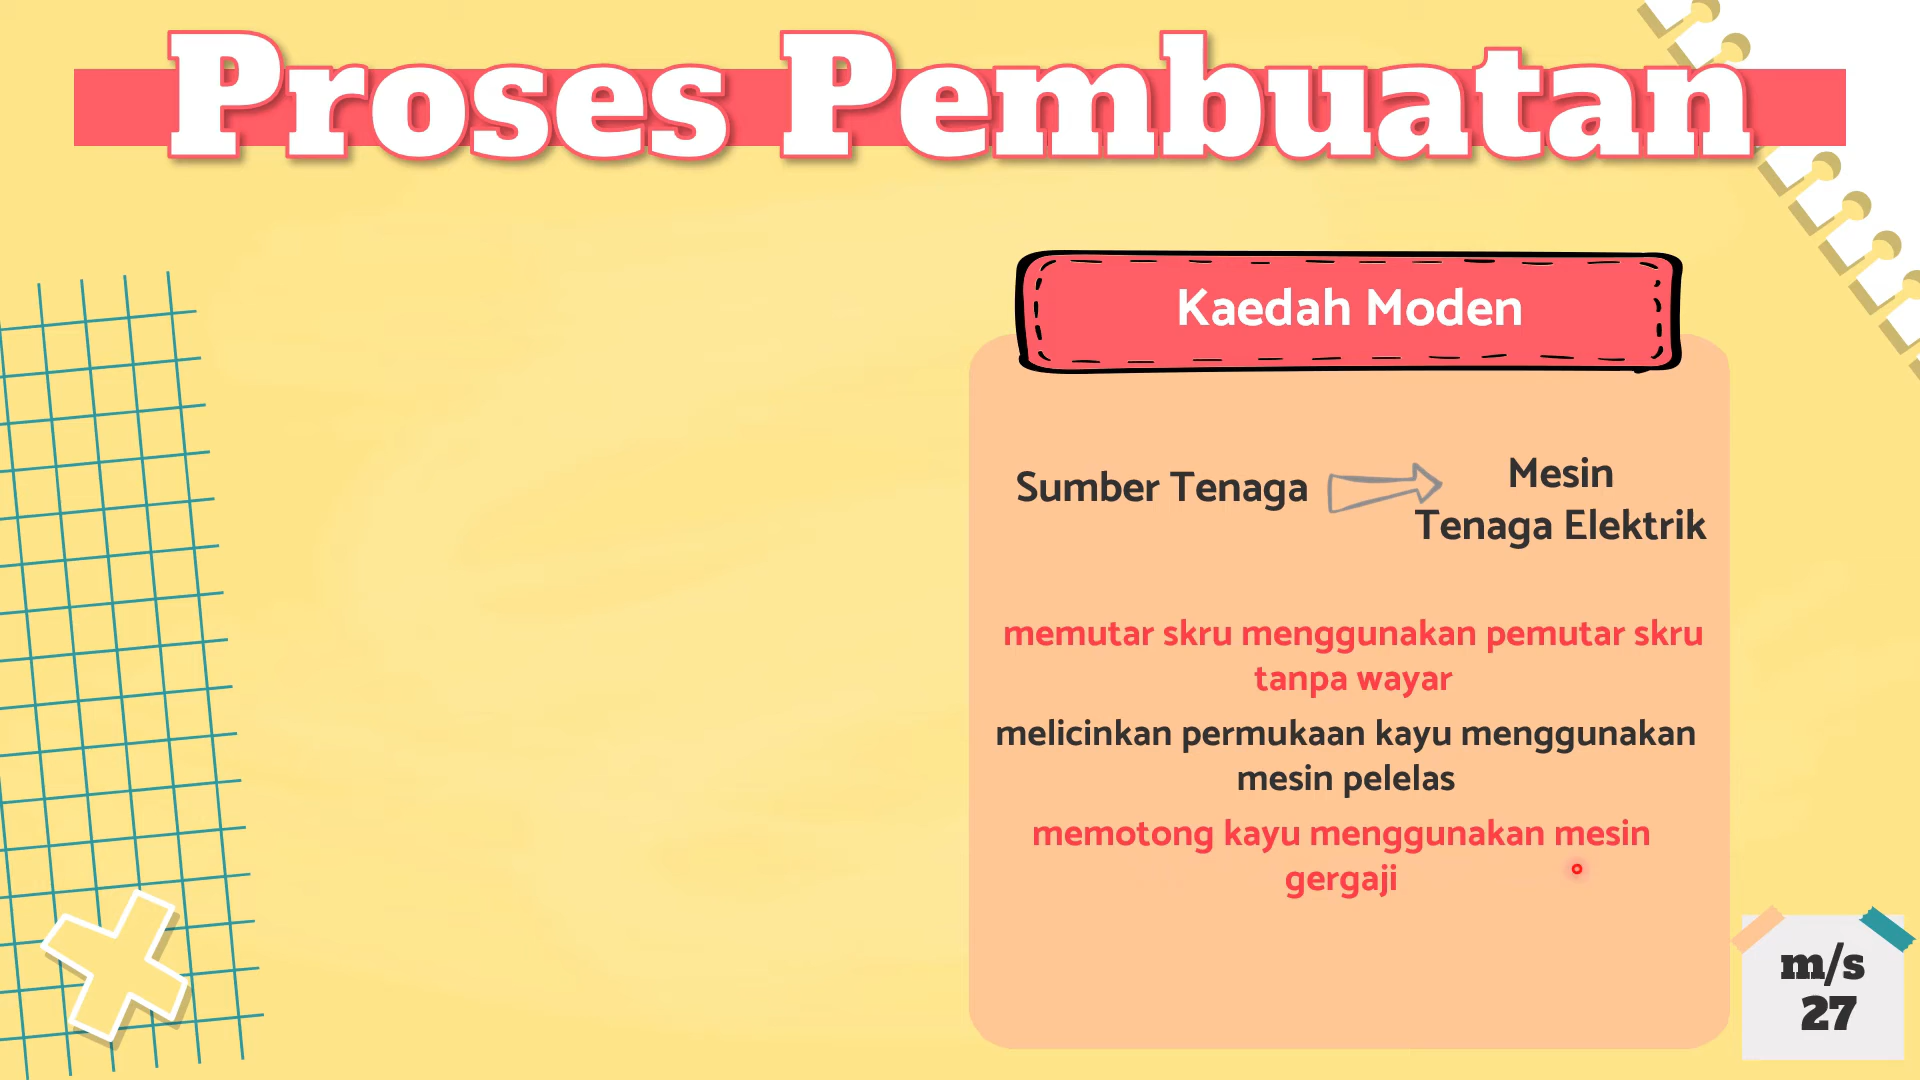 Proses Pembuatan
Kaedah Moden
Sumber Tenaga
Mesin
Tenaga Elektrik
memutar skru menggunakan pemutar skru
tanpa wayar
melicinkan permukaan kayu menggunakan
mesin pelelas
memotong kayu menggunakan mesin
gergaji
m/s
27